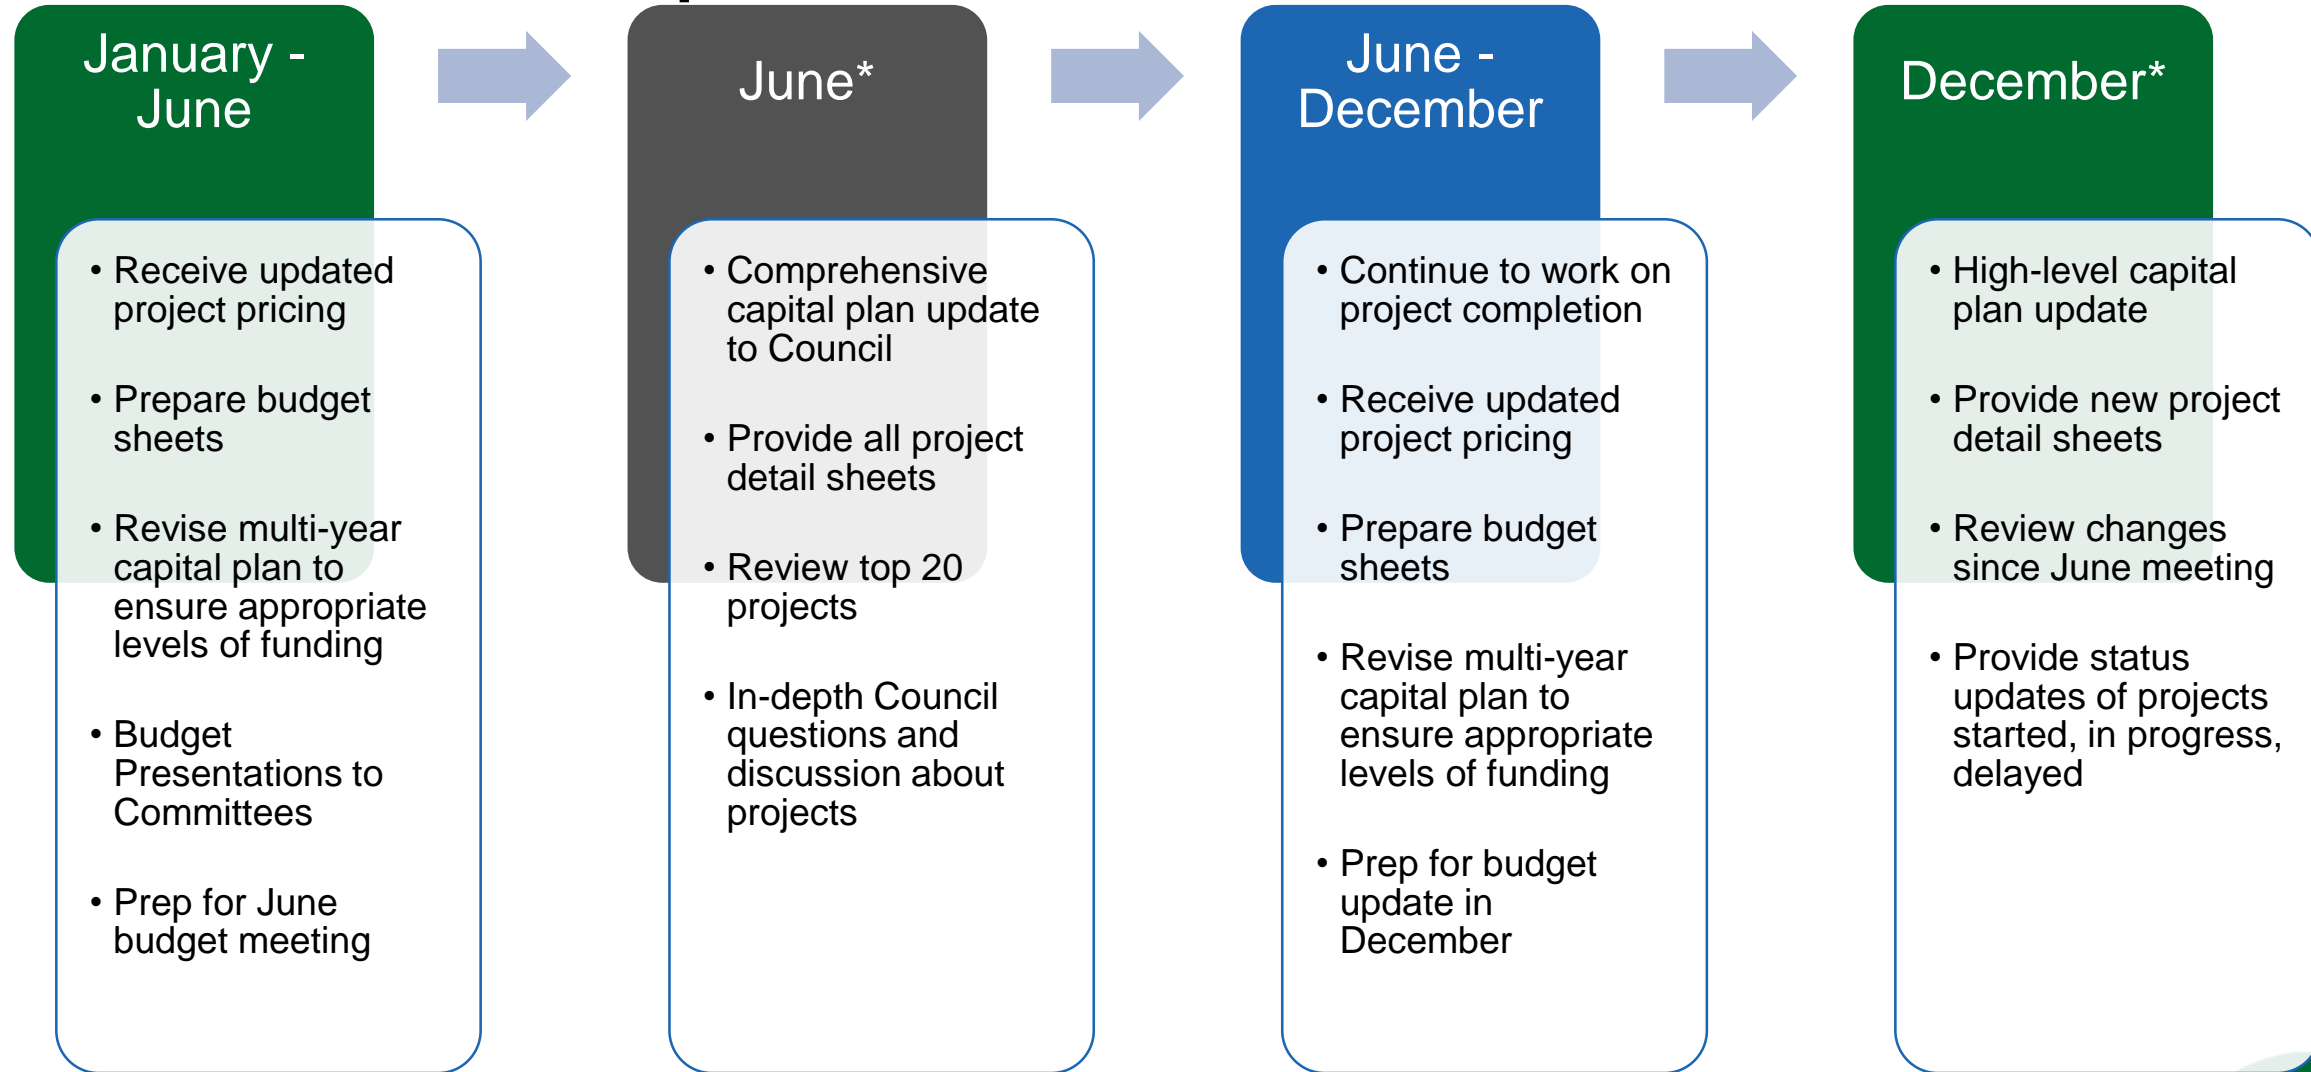 January -
June
• Receive updated
project pricing
• Prepare budget
sheets
• Revise multi-year
capital plan to
ensure appropriate
levels of funding
• Budget
Presentations to
Committees
• Prep for June
budget meeting
June*
• Comprehensive
capital plan update
to Council
• Provide all project
detail sheets
• Review top 20
projects
• In-depth Council
questions and
discussion about
projects
June -
December
• Continue to work on
project completion
• Receive updated
project pricing
• Prepare budget
sheets
• Revise multi-year
capital plan to
ensure appropriate
levels of funding
• Prep for budget
update in
December
December*
• High-level capital
plan update
• Provide new project
detail sheets
• Review changes
since June meeting
• Provide status
updates of projects
started, in progress,
delayed